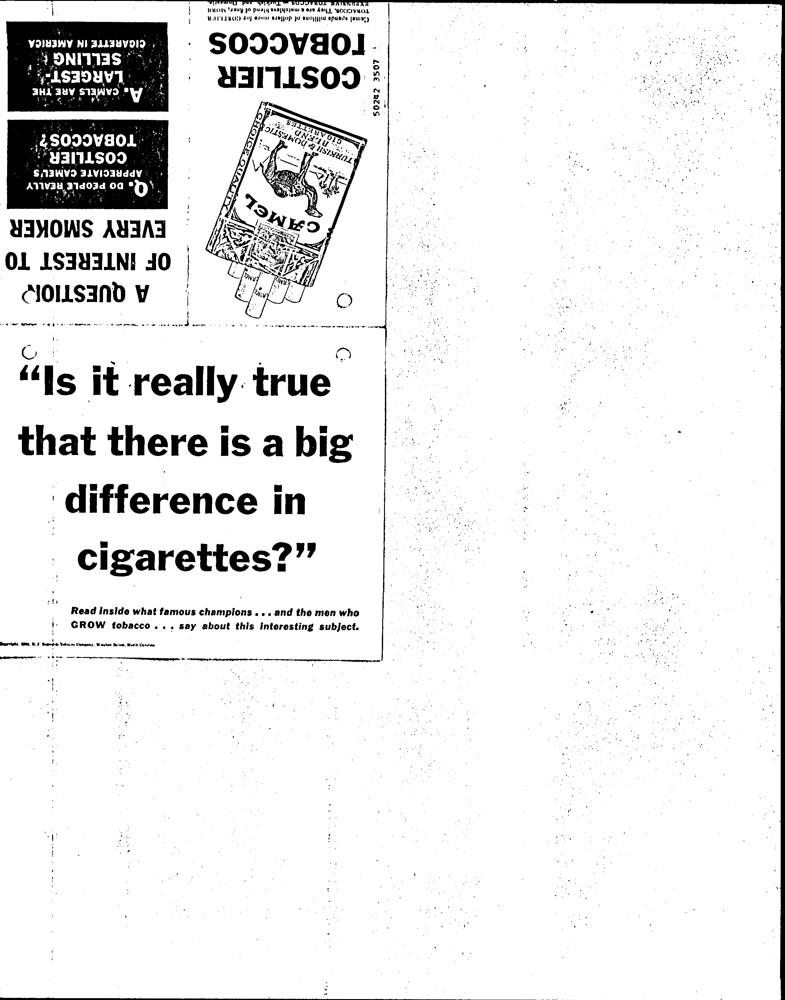 A QUESTION
OF INTEREST TO
EVERY SMOKER
Q. DO PEOPLE REALLY
APPRECIATE CAMEL'S
COSTLIER
TOBACCOS?
A. CAMELS ARE THE
LARGEST-
SELLING
CIGARETTE IN AMERICA
CAMEL
TURKISH & DOMESTIC
BLEND
CIGARETTES
CHOICE QUALITY
COSTLIER
TOBACCOS
Camel spends millions of dollars more for COSTLIER
TOBACCOS. They are a matchless blend of finer, MORE
EXPENSIVE TOBACCOS — Turkish and Domestic
50242 3507
“Is it really true
that there is a big
difference in
cigarettes?”
Read inside what famous champions . . . and the men who
GROW tobacco . . . say about this interesting subject.
Tobacco Company, Winston-Salem, North Carolina